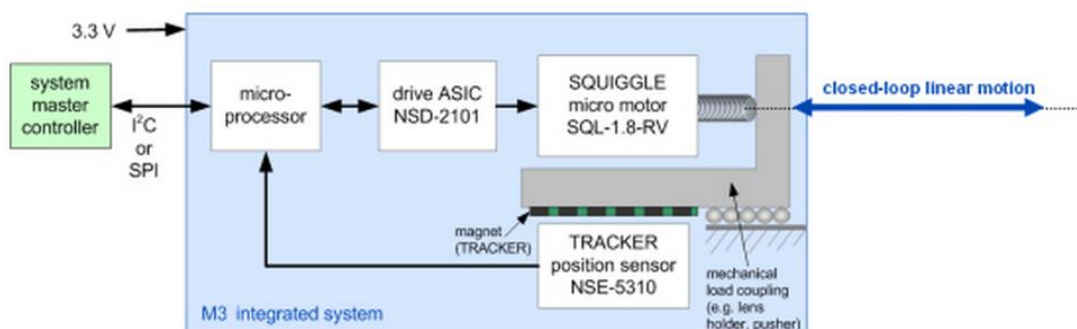 3.3 V
system
master
controller
I²C
or
SPI
micro-
processor
drive ASIC
NSD-2101
SQUIGGLE
micro motor
SQL-1.8-RV
closed-loop linear motion
magnet
(TRACKER)
TRACKER
position sensor
NSE-5310
mechanical
load coupling
(e.g. lens
holder, pusher)
M3 integrated system